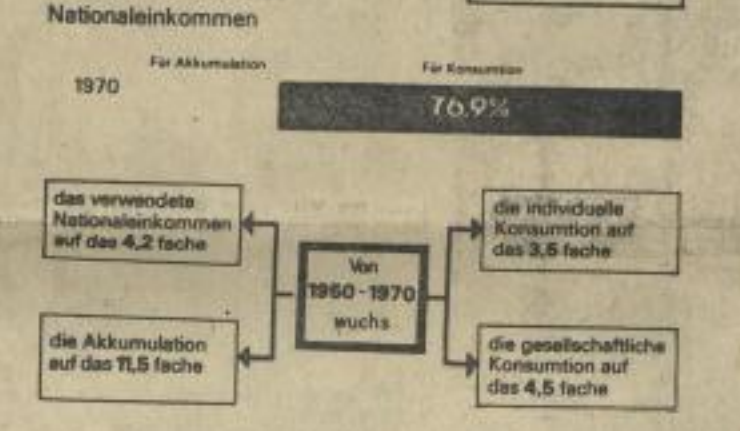 Nationaleinkommen
Für Akkumulation
Für Konsumtion
1970
76.9%
das verwendete
Nationaleinkommen
auf das 4,2 fache
die individuelle
Konsumtion auf
das 3,5 fache
Von
1950-1970
wuchs
die Akkumulation
auf das 11,5 fache
die gesellschaftliche
Konsumtion auf
das 4,5 fache